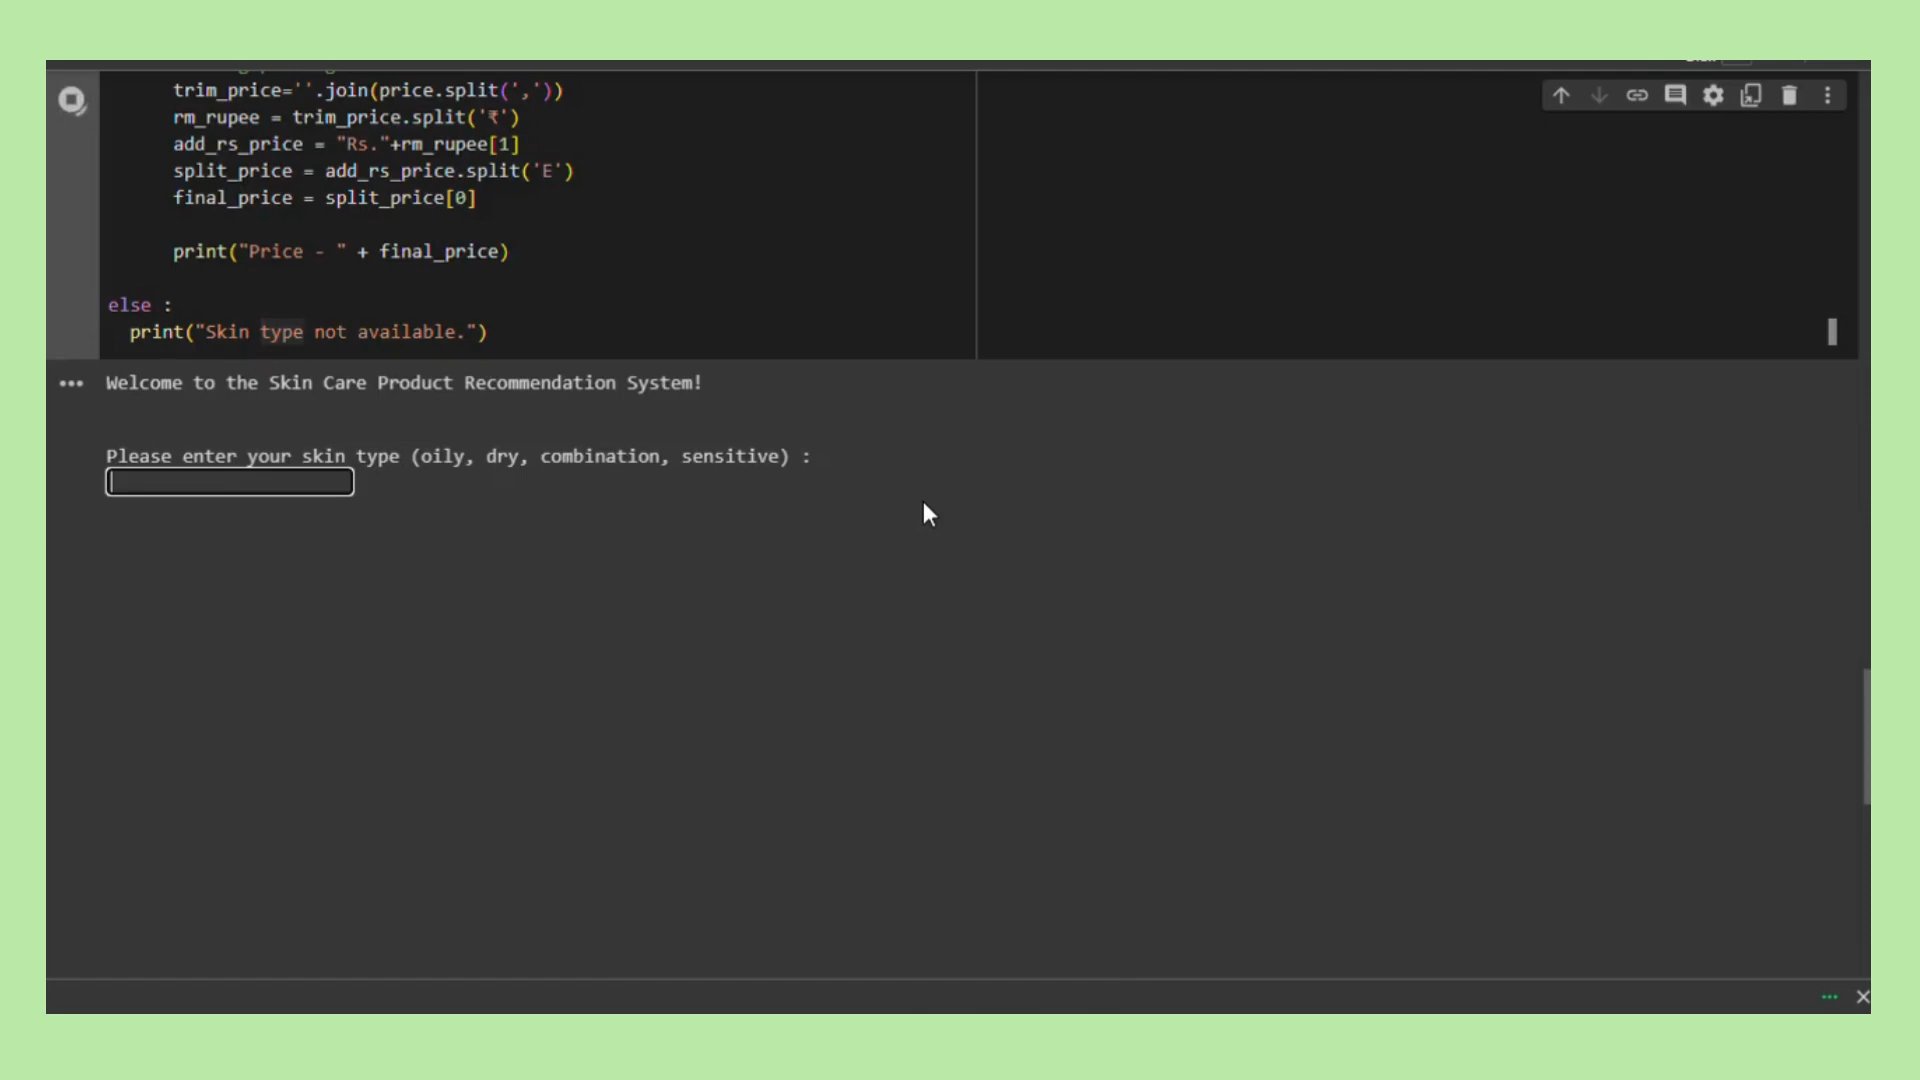 trim_price=''.join(price.split(','))
rm_rupee = trim_price.split('₹')
add_rs_price = "Rs."+rm_rupee[1]
split_price = add_rs_price.split('E')
final_price = split_price[0]
print("Price - " + final_price)
else :
print("Skin type not available.")
Welcome to the Skin Care Product Recommendation System!
Please enter your skin type (oily, dry, combination, sensitive) :